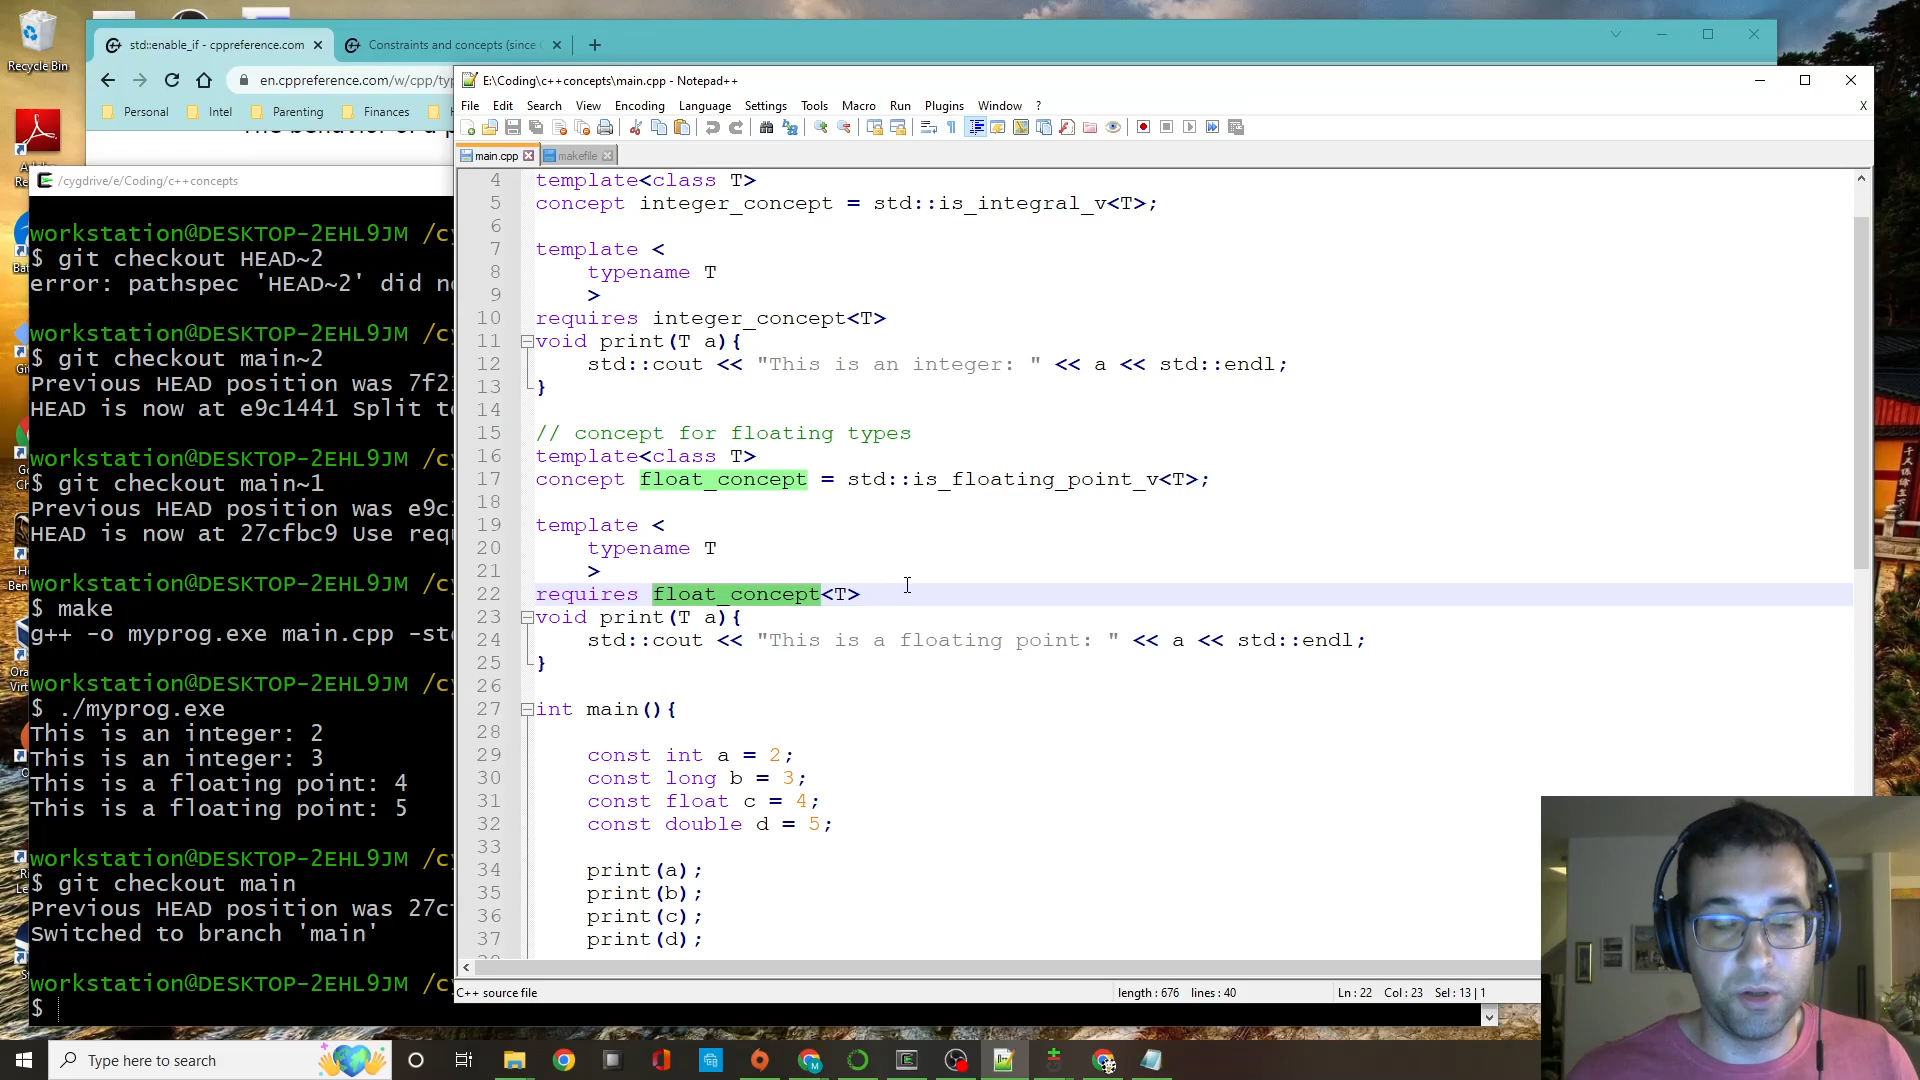 Recycle Bin
std::enable_if - cppreference.com
Constraints and concepts (since
en.cppreference.com/w/cpp/typ
Personal
Intel
Parenting
Finances
E:\Coding\c++concepts\main.cpp - Notepad++
File Edit Search View Encoding Language Settings Tools Macro Run Plugins Window ?
X
main.cpp
makefile
/cygdrive/e/Coding/c++concepts
workstation@DESKTOP-2EHL9JM /cy
$ git checkout HEAD~2
error: pathspec 'HEAD~2' did no
workstation@DESKTOP-2EHL9JM /cy
$ git checkout main~2
Previous HEAD position was 7f2
HEAD is now at e9c1441 Split t
workstation@DESKTOP-2EHL9JM /cy
$ git checkout main~1
Previous HEAD position was e9c
HEAD is now at 27cfbc9 Use requ
workstation@DESKTOP-2EHL9JM /cy
$ make
g++ -o myprog.exe main.cpp -st
workstation@DESKTOP-2EHL9JM /cy
$ ./myprog.exe
This is an integer: 2
This is an integer: 3
This is a floating point: 4
This is a floating point: 5
workstation@DESKTOP-2EHL9JM /cy
$ git checkout main
Previous HEAD position was 27c
Switched to branch 'main'
workstation@DESKTOP-2EHL9JM /cy
$
4 template<class T>
5 concept integer_concept = std::is_integral_v<T>;
6
7 template <
8 typename T
9 >
10 requires integer_concept<T>
11 void print(T a){
12 std::cout << "This is an integer: " << a << std::endl;
13 }
14
15 // concept for floating types
16 template<class T>
17 concept float_concept = std::is_floating_point_v<T>;
18
19 template <
20 typename T
21 >
22 requires float_concept<T>
23 void print(T a){
24 std::cout << "This is a floating point: " << a << std::endl;
25 }
26
27 int main(){
28
29 const int a = 2;
30 const long b = 3;
31 const float c = 4;
32 const double d = 5;
33
34 print(a);
35 print(b);
36 print(c);
37 print(d);
C++ source file
length : 676 lines : 40
Ln : 22 Col : 23 Sel : 13 | 1
Type here to search